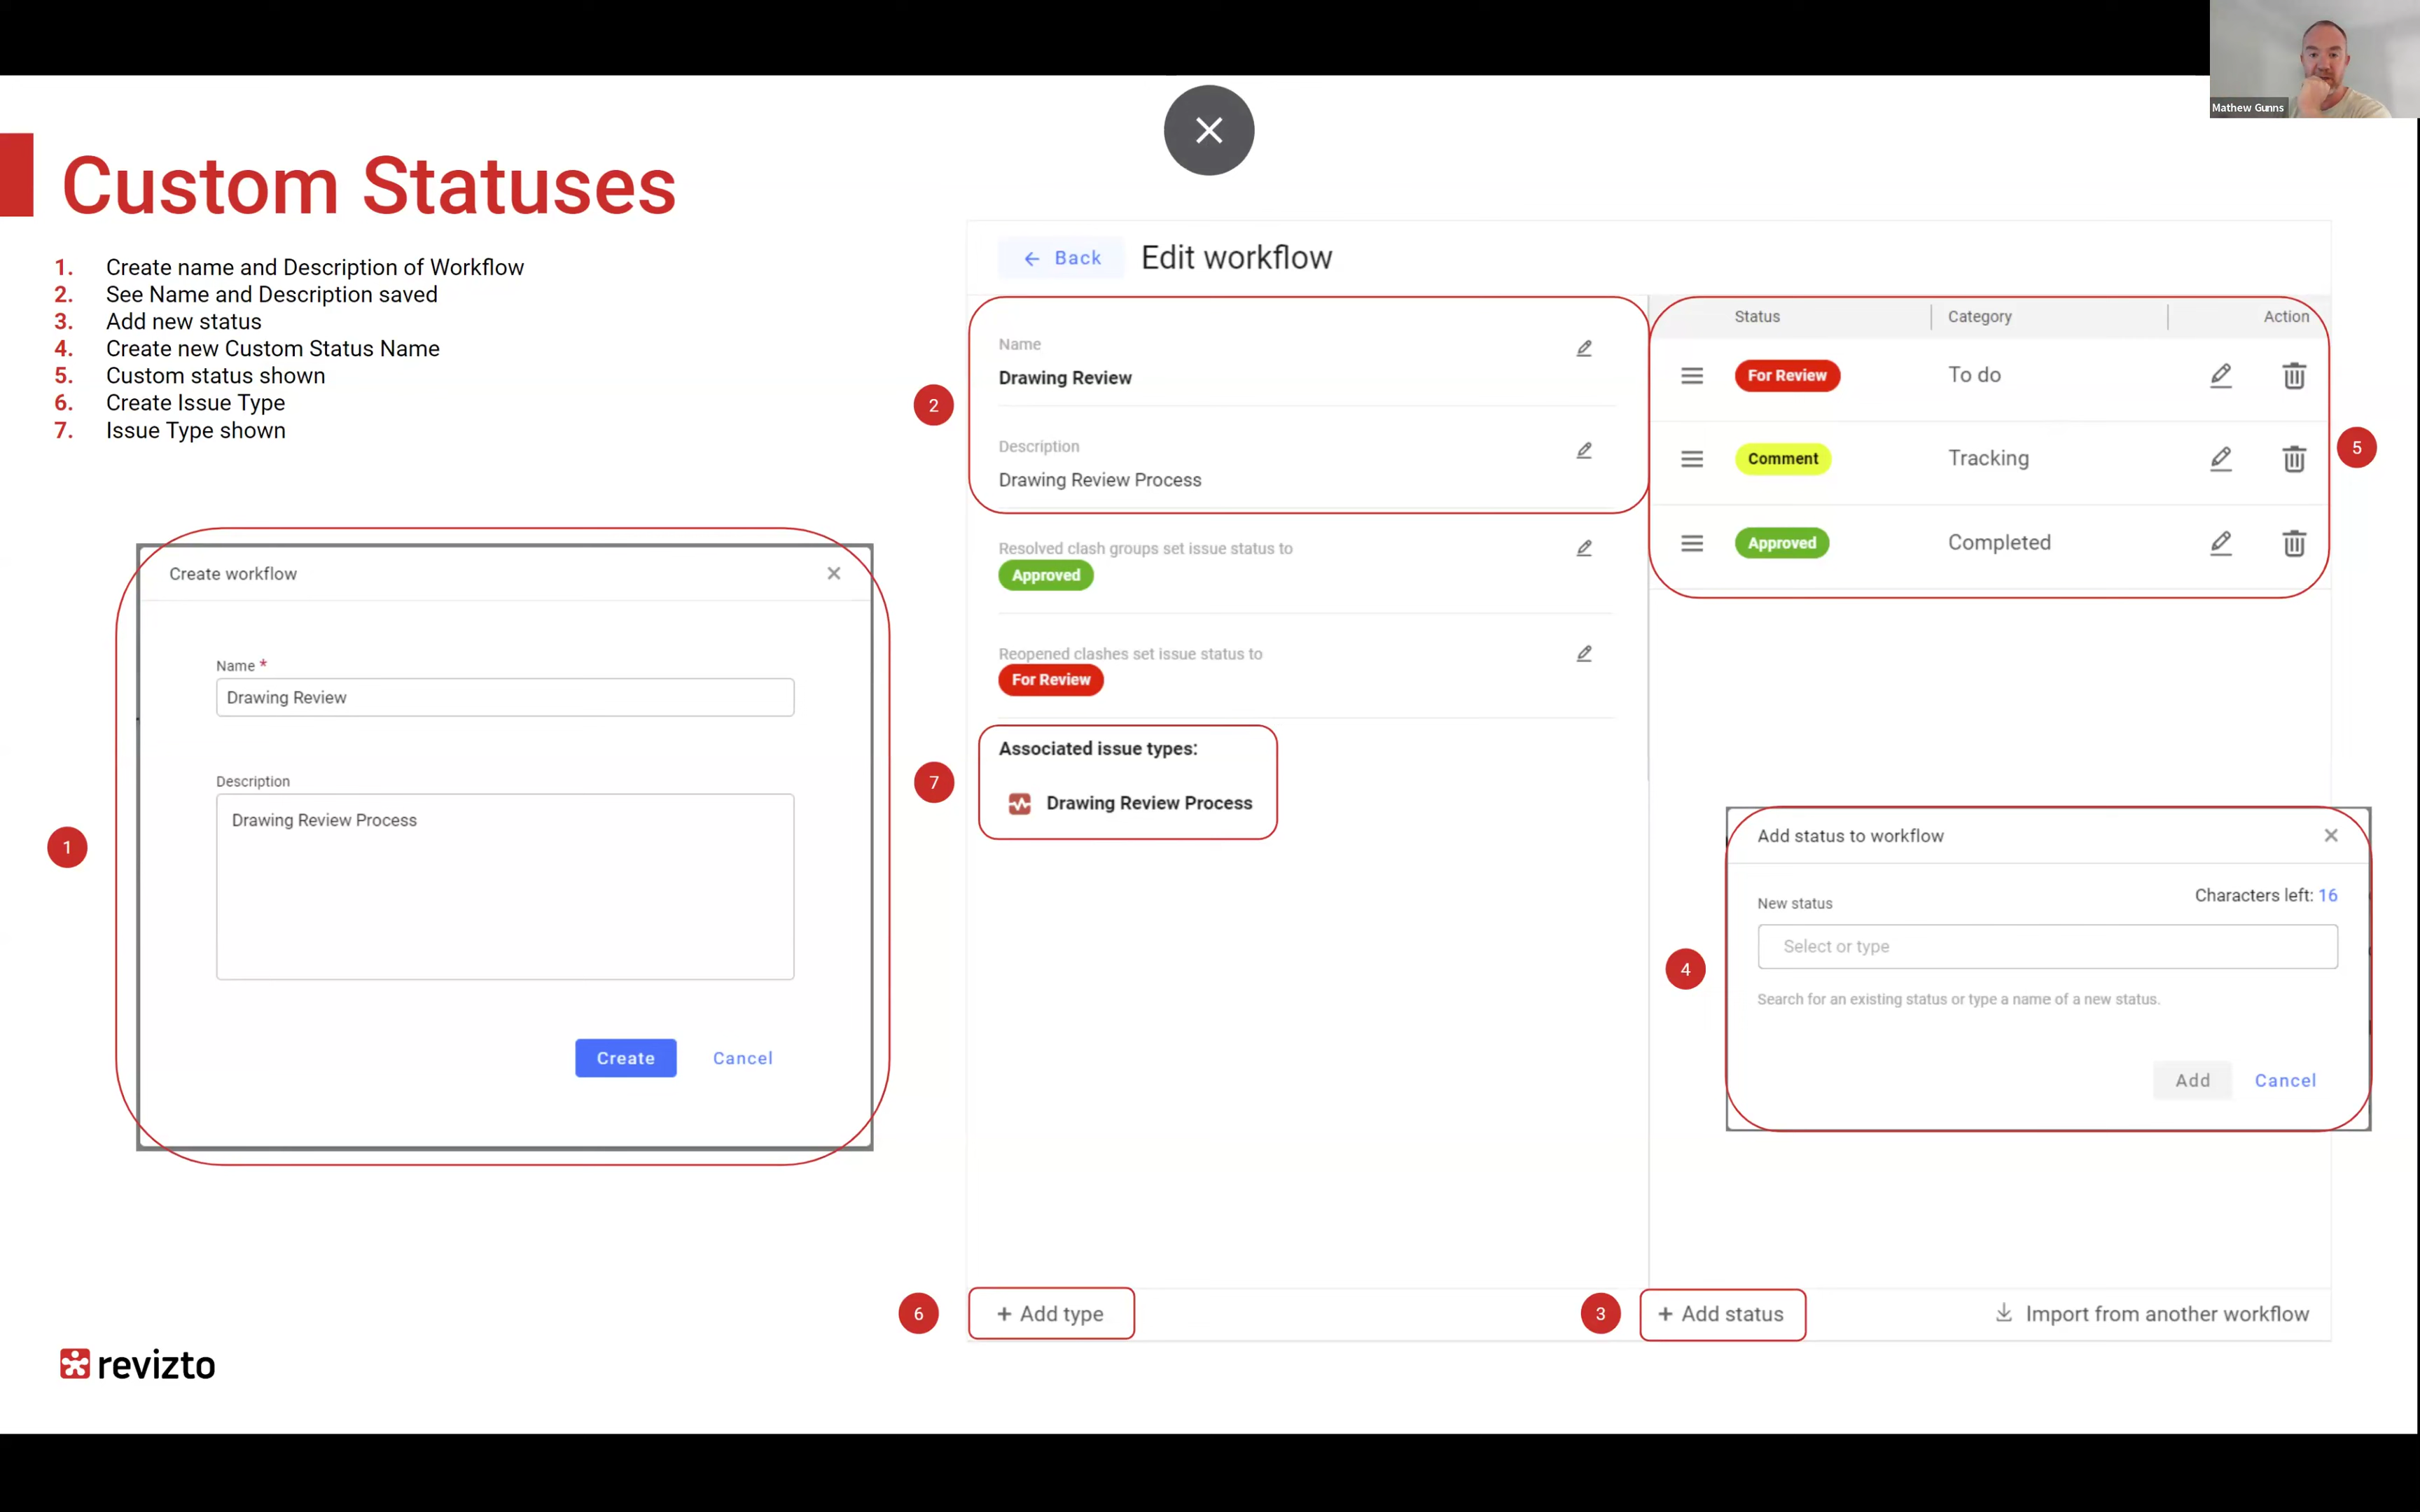 Mathew Gunns
Custom Statuses
1. Create name and Description of Workflow
2. See Name and Description saved
3. Add new status
4. Create new Custom Status Name
5. Custom status shown
6. Create Issue Type
7. Issue Type shown
1
Create workflow
Name *
Drawing Review
Description
Drawing Review Process
Create Cancel
Back Edit workflow
2
Name
Drawing Review
Description
Drawing Review Process
Resolved clash groups set issue status to
Approved
Reopened clashes set issue status to
For Review
7
Associated issue types:
Drawing Review Process
6
+ Add type
Status Category Action
For Review To do
Comment Tracking
Approved Completed
5
4
Add status to workflow
Characters left: 16
New status
Select or type
Search for an existing status or type a name of a new status.
Add Cancel
3
+ Add status
Import from another workflow
revizto